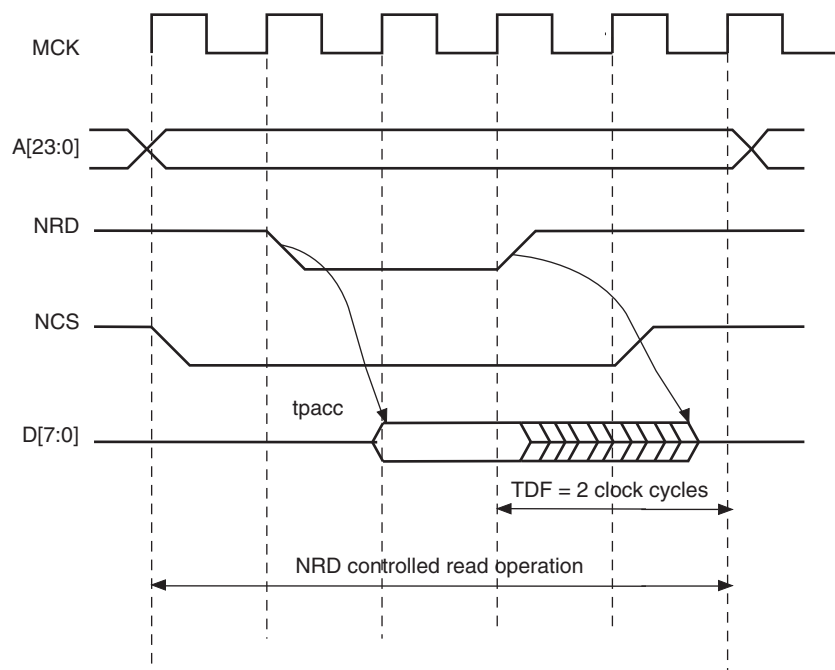 MCK
A[23:0]
NRD
NCS
tpacc
D[7:0]
TDF = 2 clock cycles
NRD controlled read operation